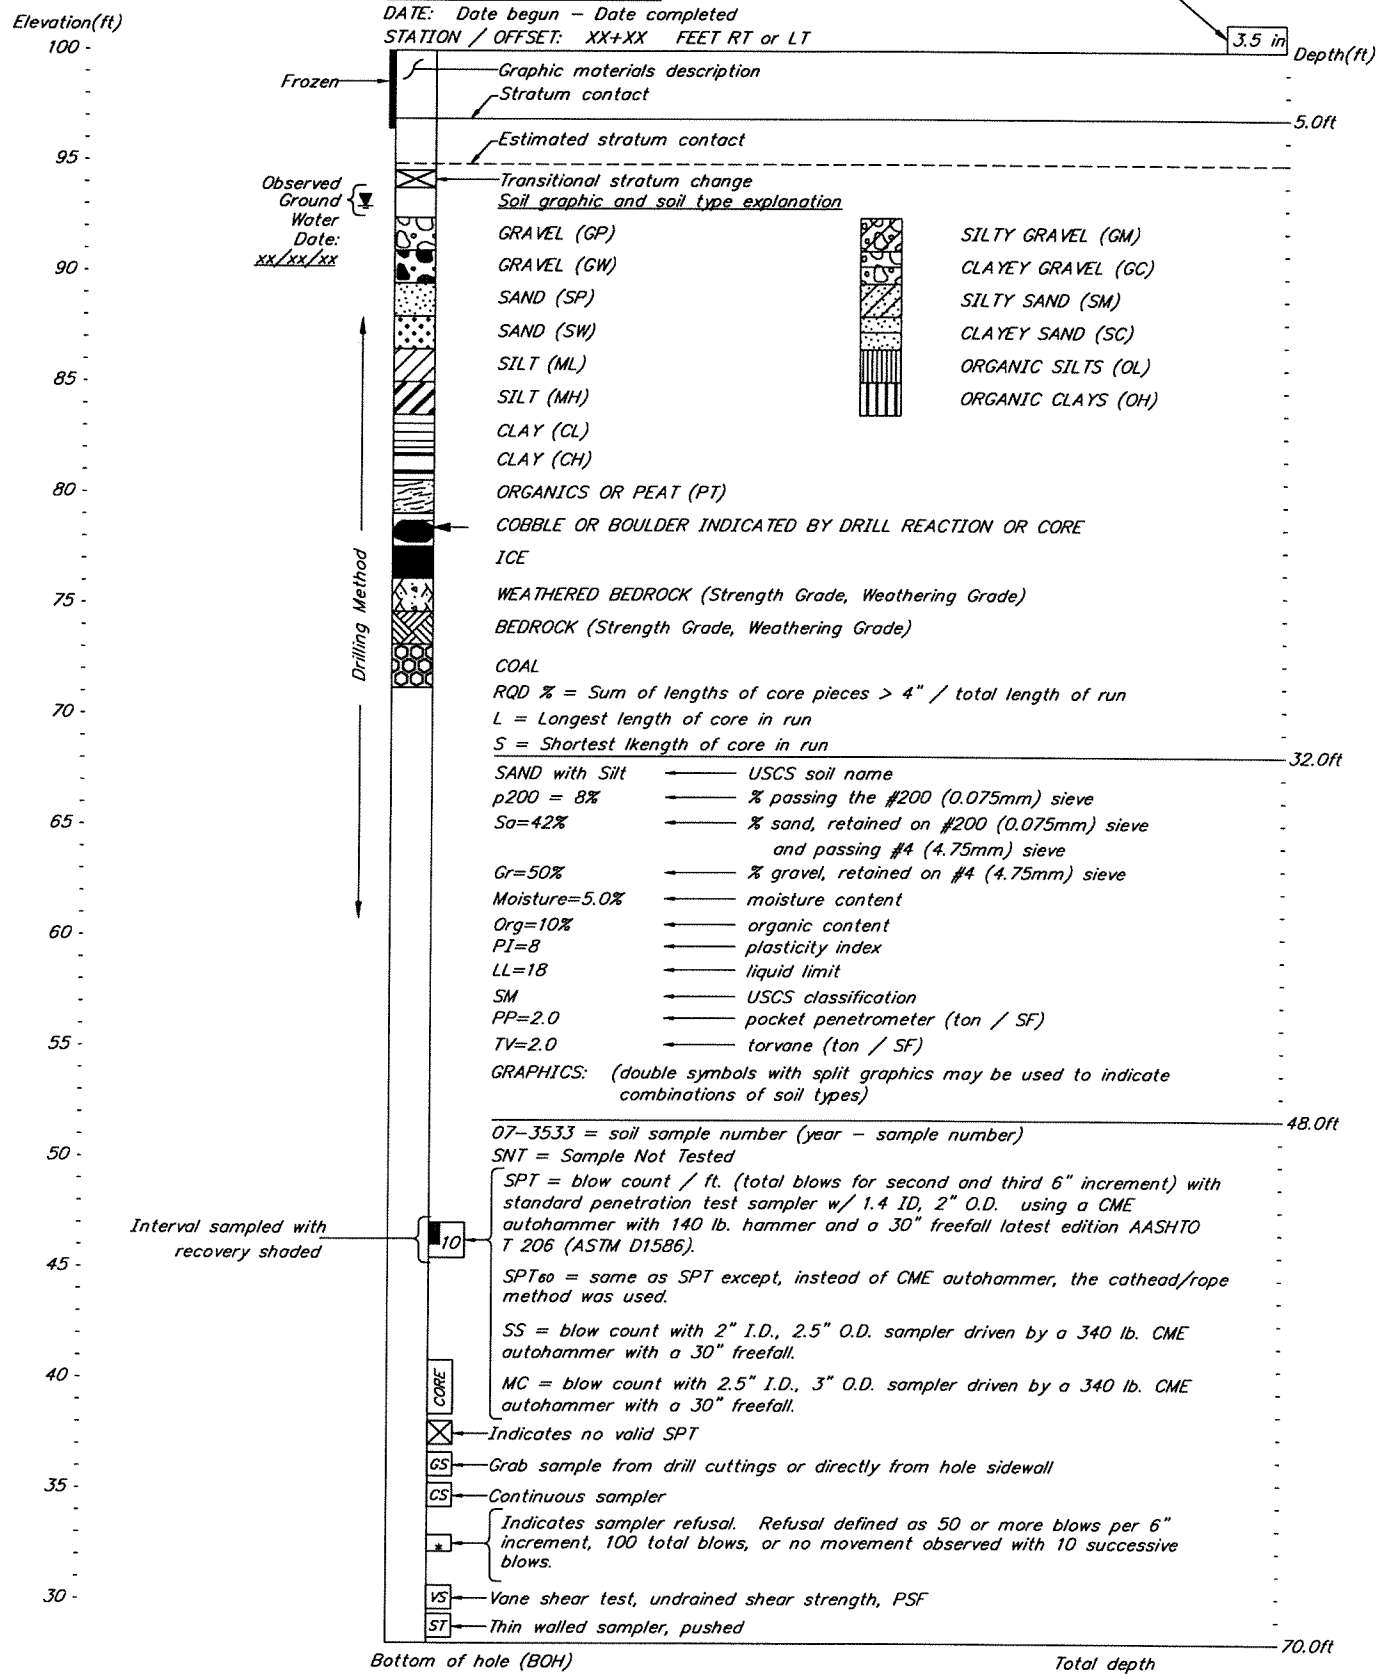 Elevation(ft)
DATE: Date begun - Date completed
STATION / OFFSET: XX+XX FEET RT or LT
3.5 in
Depth(ft)
100 -
Frozen
Graphic materials description
Stratum contact
5.0ft
Estimated stratum contact
95 -
Transitional stratum change
Observed
Ground
Water
Date:
xx/xx/xx
Soil graphic and soil type explanation
GRAVEL (GP)
SILTY GRAVEL (GM)
90 -
GRAVEL (GW)
CLAYEY GRAVEL (GC)
SAND (SP)
SILTY SAND (SM)
SAND (SW)
CLAYEY SAND (SC)
85 -
SILT (ML)
ORGANIC SILTS (OL)
SILT (MH)
ORGANIC CLAYS (OH)
CLAY (CL)
CLAY (CH)
80 -
ORGANICS OR PEAT (PT)
COBBLE OR BOULDER INDICATED BY DRILL REACTION OR CORE
ICE
Drilling Method
75 -
WEATHERED BEDROCK (Strength Grade, Weathering Grade)
BEDROCK (Strength Grade, Weathering Grade)
COAL
RQD % = Sum of lengths of core pieces > 4" / total length of run
70 -
L = Longest length of core in run
S = Shortest lkength of core in run
32.0ft
SAND with Silt USCS soil name
p200 = 8% % passing the #200 (0.075mm) sieve
65 -
Sa=42% % sand, retained on #200 (0.075mm) sieve
and passing #4 (4.75mm) sieve
Gr=50% % gravel, retained on #4 (4.75mm) sieve
Moisture=5.0% moisture content
60 -
Org=10% organic content
PI=8 plasticity index
LL=18 liquid limit
SM USCS classification
PP=2.0 pocket penetrometer (ton / SF)
55 -
TV=2.0 torvane (ton / SF)
GRAPHICS: (double symbols with split graphics may be used to indicate
combinations of soil types)
48.0ft
07-3533 = soil sample number (year - sample number)
50 -
SNT = Sample Not Tested
SPT = blow count / ft. (total blows for second and third 6" increment) with
standard penetration test sampler w/ 1.4 ID, 2" O.D. using a CME
autohammer with 140 lb. hammer and a 30" freefall latest edition AASHTO
T 206 (ASTM D1586).
Interval sampled with
recovery shaded
10
45 -
SPT60 = same as SPT except, instead of CME autohammer, the cathead/rope
method was used.
SS = blow count with 2" I.D., 2.5" O.D. sampler driven by a 340 lb. CME
autohammer with a 30" freefall.
40 -
CORE
MC = blow count with 2.5" I.D., 3" O.D. sampler driven by a 340 lb. CME
autohammer with a 30" freefall.
Indicates no valid SPT
GS Grab sample from drill cuttings or directly from hole sidewall
35 -
CS Continuous sampler
* Indicates sampler refusal. Refusal defined as 50 or more blows per 6"
increment, 100 total blows, or no movement observed with 10 successive
blows.
30 -
VS Vane shear test, undrained shear strength, PSF
ST Thin walled sampler, pushed
70.0ft
Bottom of hole (BOH)
Total depth